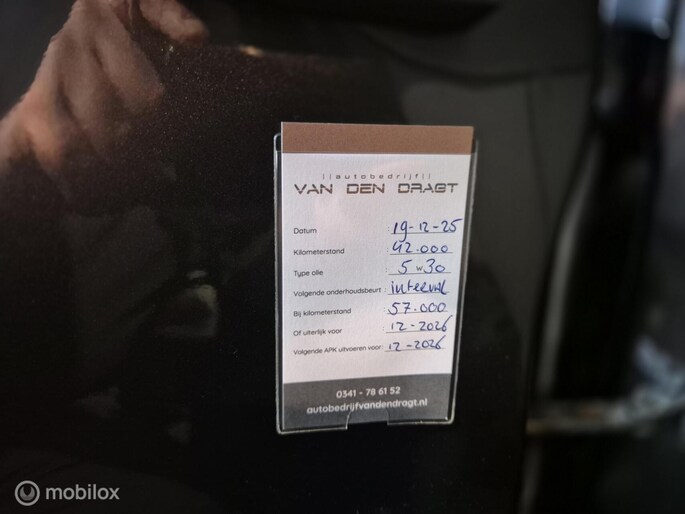 ||autobedrijf||
VAN DEN DRAGT
Datum : 19-12-25
Kilometerstand : 42.000
Type olie : 5 w 30
Volgende onderhoudsbeurt : interval
Bij kilometerstand : 57.000
Of uiterlijk voor : 12-2026
Volgende APK uitvoeren voor: 12-2026
0341 - 78 61 52
autobedrijfvandendragt.nl
mobilox